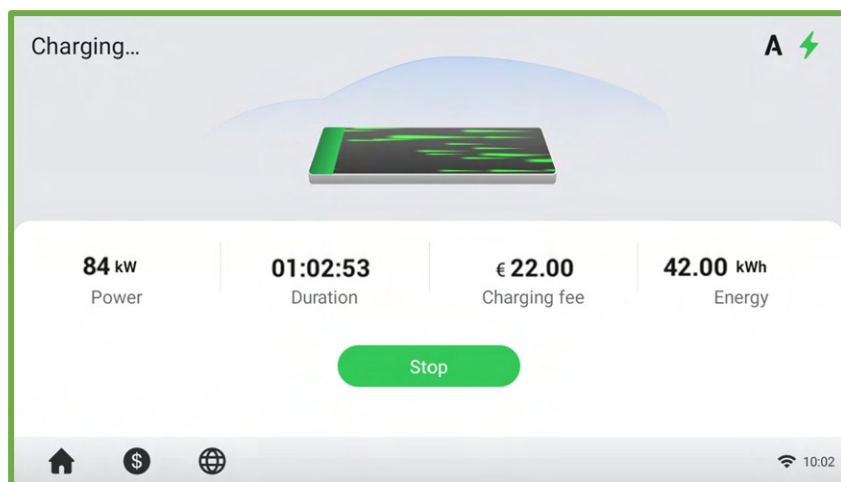 Charging...
A
84 kW
Power
01:02:53
Duration
€ 22.00
Charging fee
42.00 kWh
Energy
Stop
$
10:02